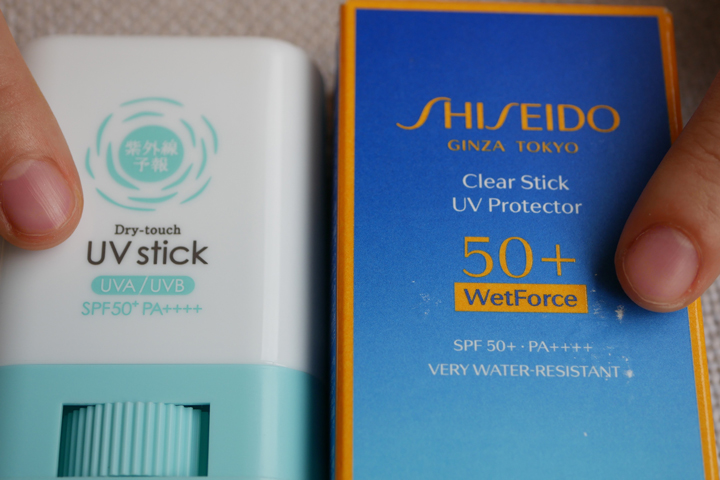 紫外線
予報
Dry-touch
UV stick
UVA/UVB
SPF50+ PA++++
SHISEIDO
GINZA TOKYO
Clear Stick
UV Protector
50+
WetForce
SPF 50+・PA++++
VERY WATER-RESISTANT